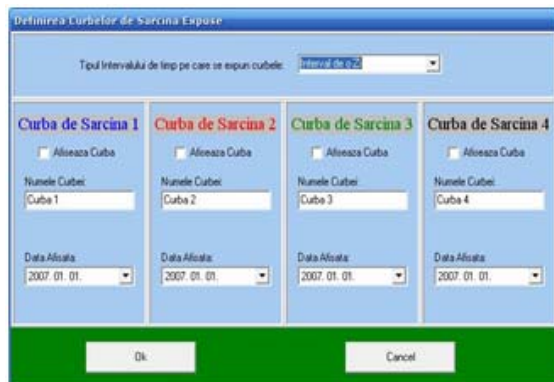 Definirea Curbelor de Sarcina Expuse
Tipul Intervalului de timp pe care se expun curbele: Interval de o Zi
Curba de Sarcina 1 Curba de Sarcina 2 Curba de Sarcina 3 Curba de Sarcina 4
Afiseaza Curba Afiseaza Curba Afiseaza Curba Afiseaza Curba
Numele Curbei: Numele Curbei: Numele Curbei: Numele Curbei:
Curba 1 Curba 2 Curba 3 Curba 4
Data Afisata: Data Afisata: Data Afisata: Data Afisata:
2007. 01. 01. 2007. 01. 01. 2007. 01. 01. 2007. 01. 01.
Ok Cancel